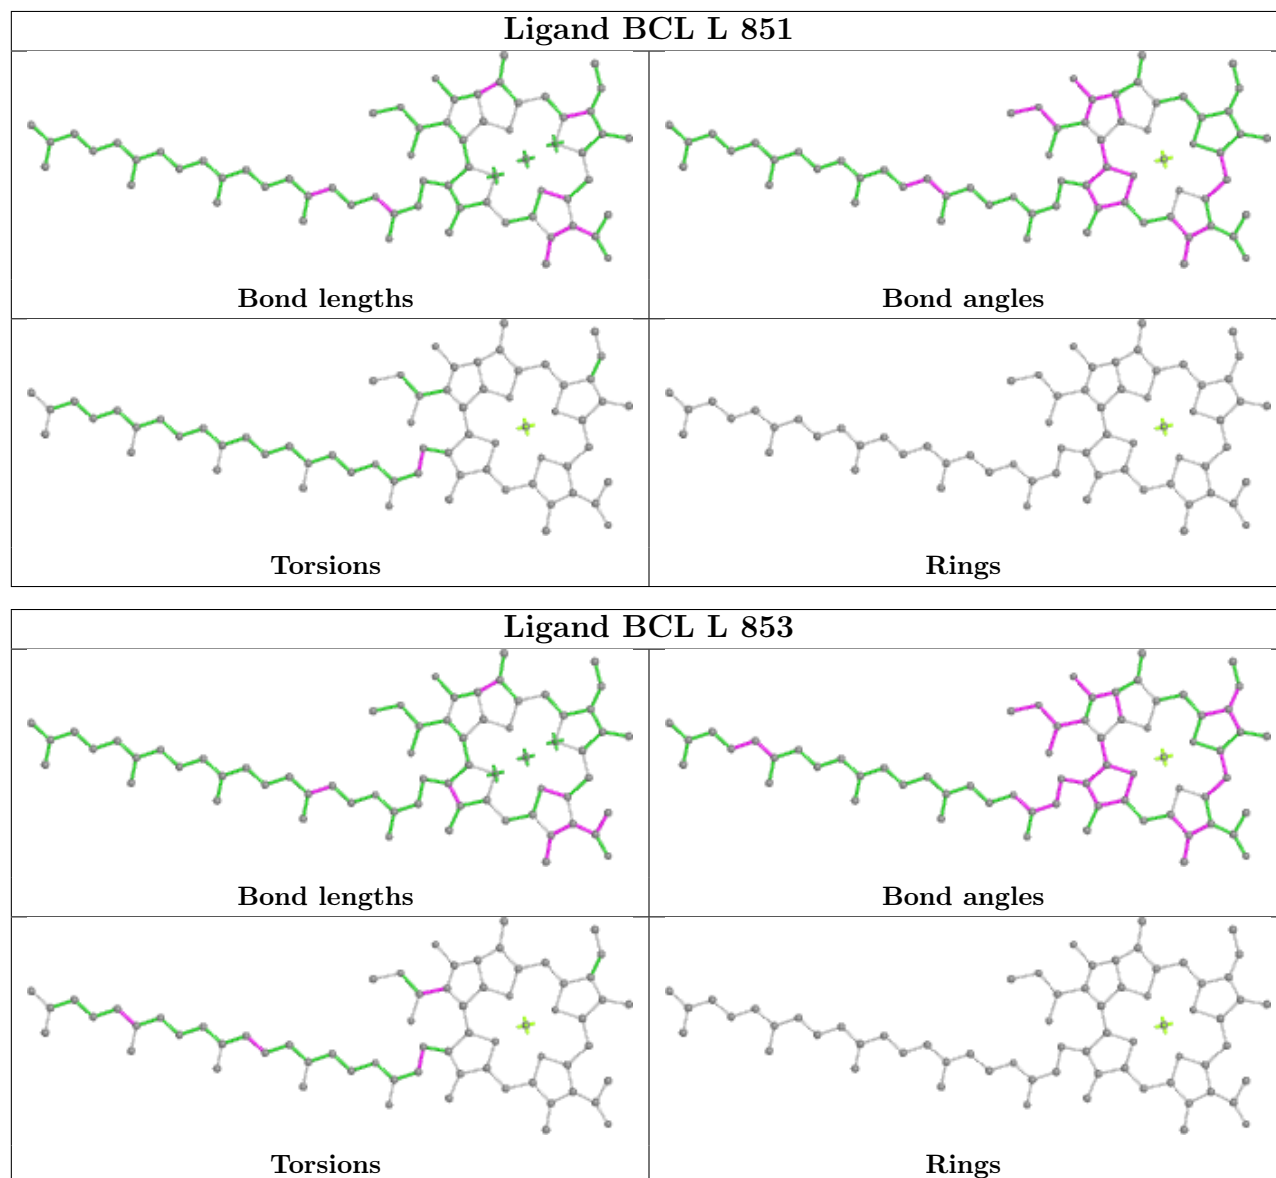 Ligand BCL L 851
Bond lengths
Bond angles
Torsions
Rings
Ligand BCL L 853
Bond lengths
Bond angles
Torsions
Rings